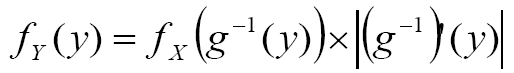 f_Y(y) = f_X(g⁻¹(y)) × |(g⁻¹)'(y)|